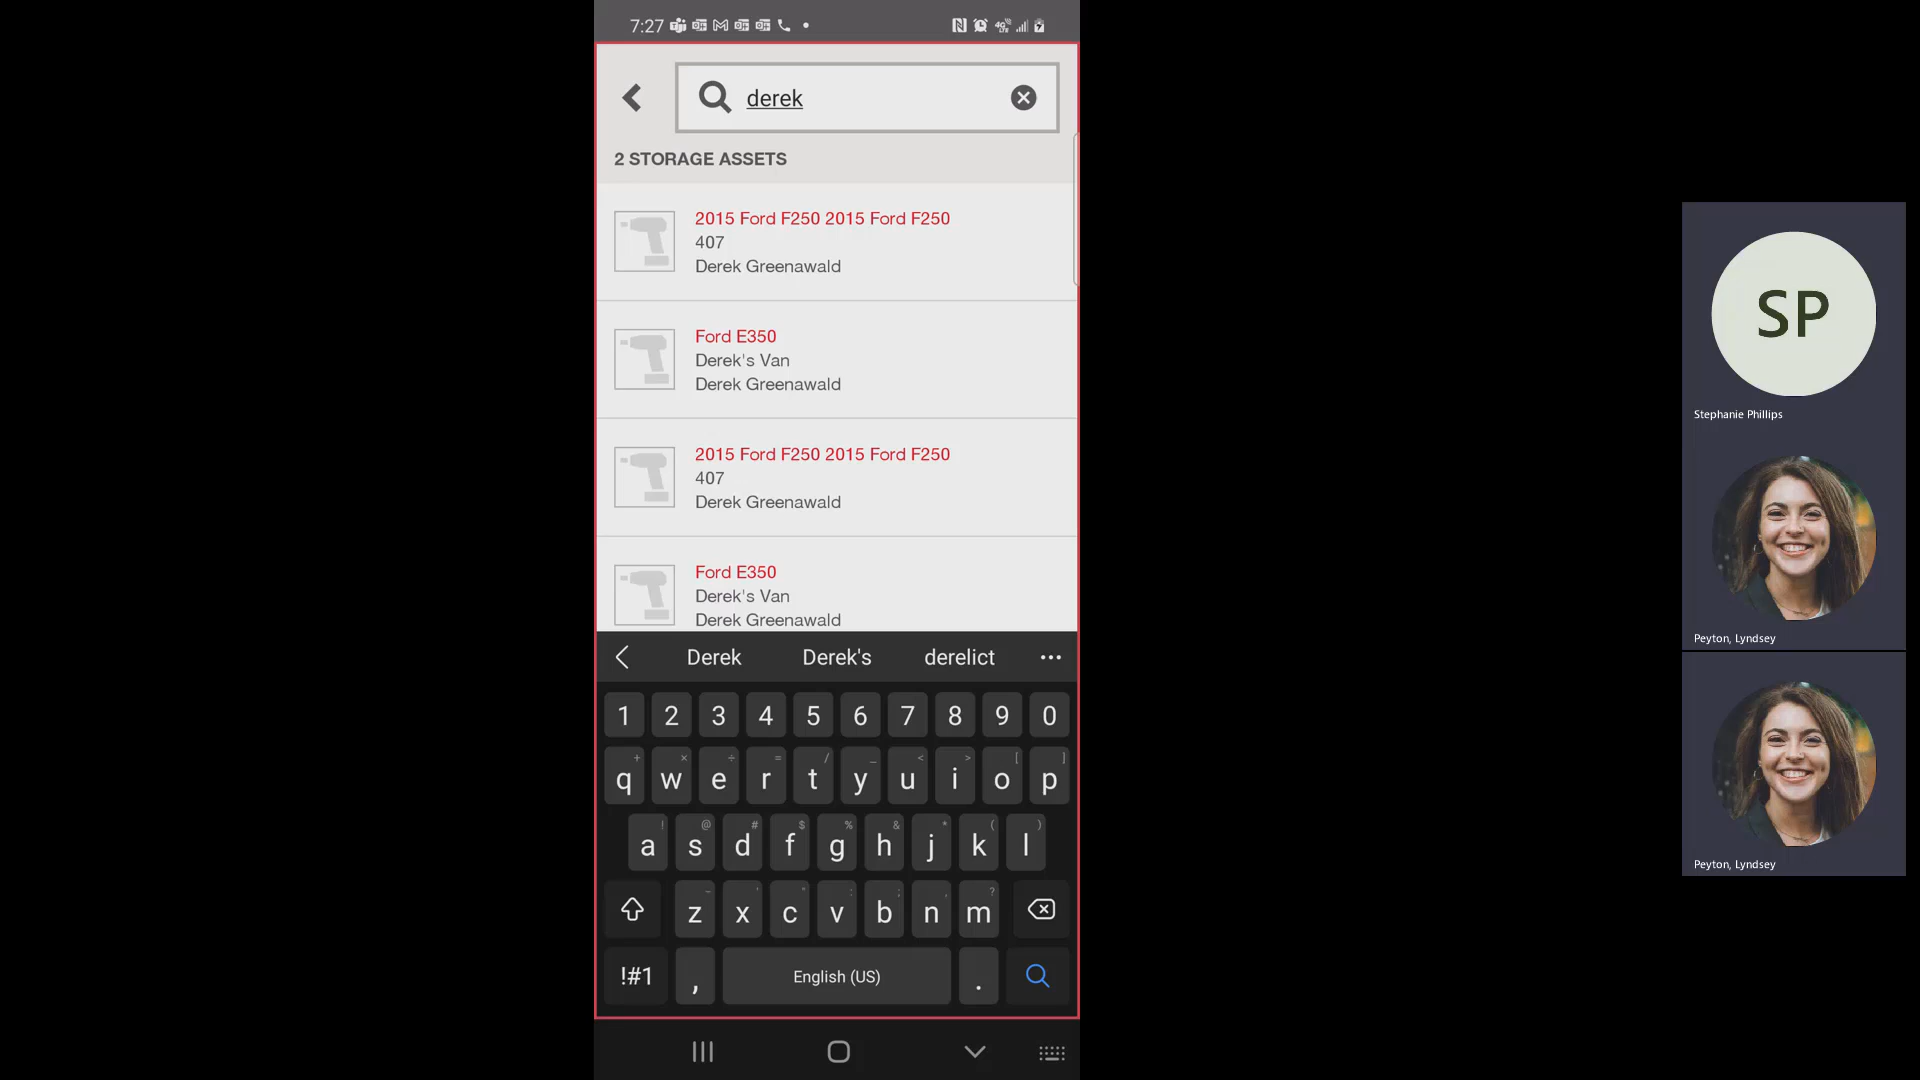 7:27
derek
2 STORAGE ASSETS
2015 Ford F250 2015 Ford F250
407
Derek Greenawald
Ford E350
Derek's Van
Derek Greenawald
2015 Ford F250 2015 Ford F250
407
Derek Greenawald
Ford E350
Derek's Van
Derek Greenawald
Derek Derek's derelict
1 2 3 4 5 6 7 8 9 0
+ × ÷ = / _ < > [ ]
q w e r t y u i o p
! @ # $ % & * ( )
a s d f g h j k l
- ' " : ; , ?
z x c v b n m
!#1 , English (US) .
SP
Stephanie Phillips
Peyton, Lyndsey
Peyton, Lyndsey